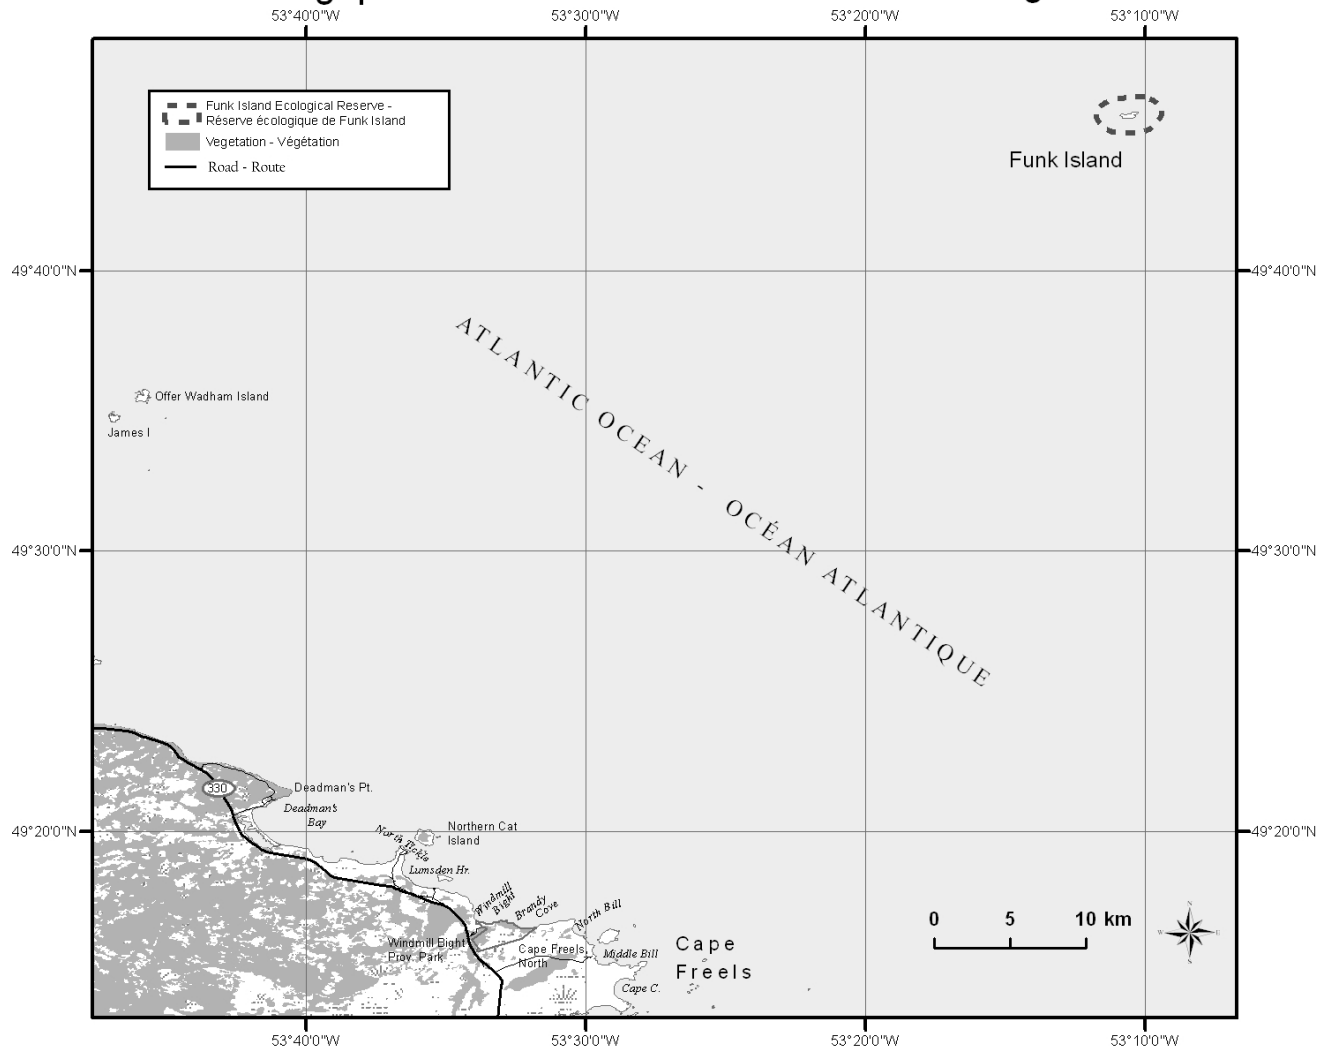 53°40'0"W
53°30'0"W
53°20'0"W
53°10'0"W
Funk Island Ecological Reserve -
Réserve écologique de Funk Island
Vegetation - Végétation
Road - Route
Funk Island
49°40'0"N
49°40'0"N
ATLANTIC OCEAN - OCÉAN ATLANTIQUE
Offer Wadham Island
James I
49°30'0"N
49°30'0"N
330
Deadman's Pt.
Deadman's
Bay
49°20'0"N
49°20'0"N
Northern Cat
Island
North Tickle
Lumsden Hr.
Windmill
Bight
Brandy
Cove
North Bill
Windmill Bight
Prov. Park
Cape Freels
North
Middle Bill
Cape C.
Cape
Freels
0 5 10 km
N
W E
S
53°40'0"W
53°30'0"W
53°20'0"W
53°10'0"W